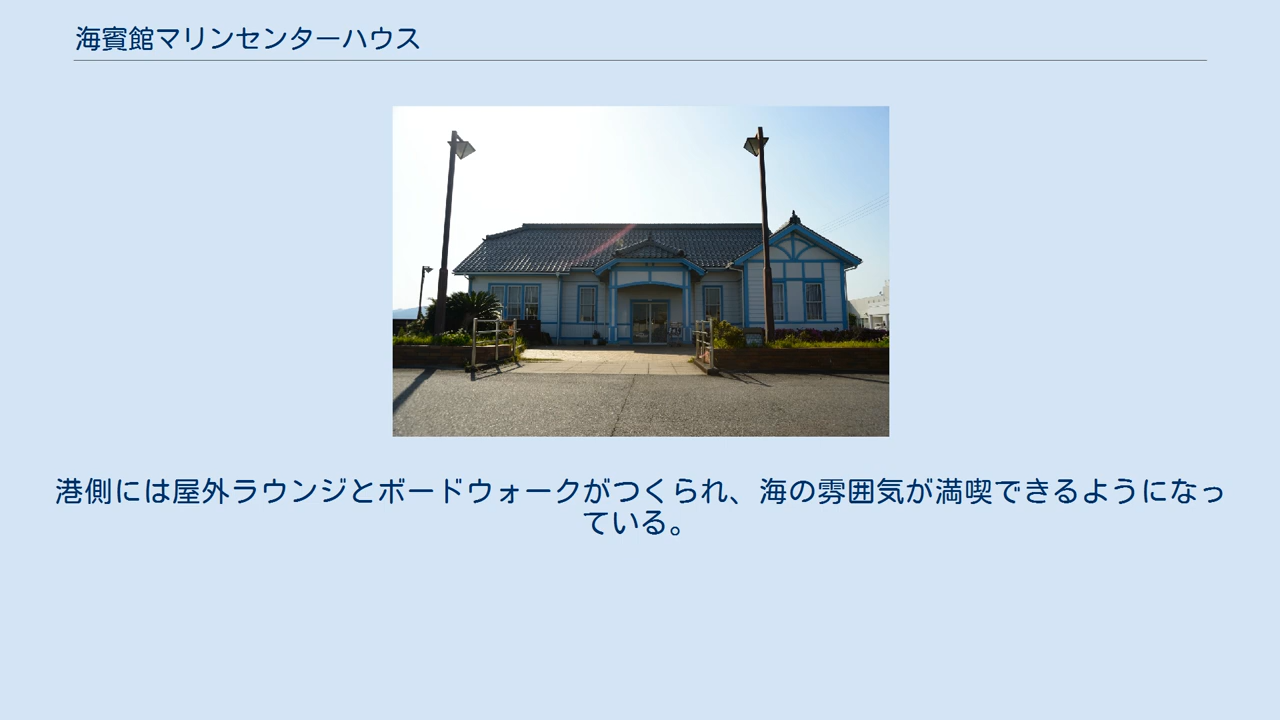 海賓館マリンセンターハウス
港側には屋外ラウンジとボードウォークがつくられ、海の雰囲気が満喫できるようになっ
ている。